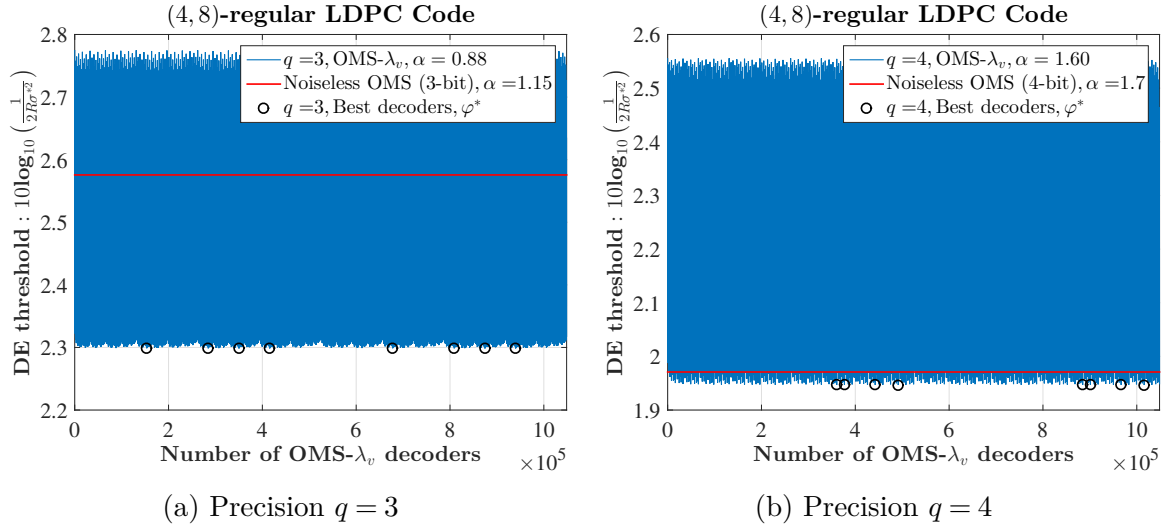 (4, 8)-regular LDPC Code
2.8
2.7
2.6
2.5
2.4
2.3
2.2
DE threshold : 10log₁₀ (1/(2Rσ*²))
q = 3, OMS-λᵥ, α = 0.88
Noiseless OMS (3-bit), α = 1.15
q = 3, Best decoders, φ*
0 2 4 6 8 10
×10⁵
Number of OMS-λᵥ decoders
(a) Precision q = 3
(4, 8)-regular LDPC Code
2.6
2.5
2.4
2.3
2.2
2.1
2
1.9
DE threshold : 10log₁₀ (1/(2Rσ*²))
q = 4, OMS-λᵥ, α = 1.60
Noiseless OMS (4-bit), α = 1.7
q = 4, Best decoders, φ*
0 2 4 6 8 10
×10⁵
Number of OMS-λᵥ decoders
(b) Precision q = 4